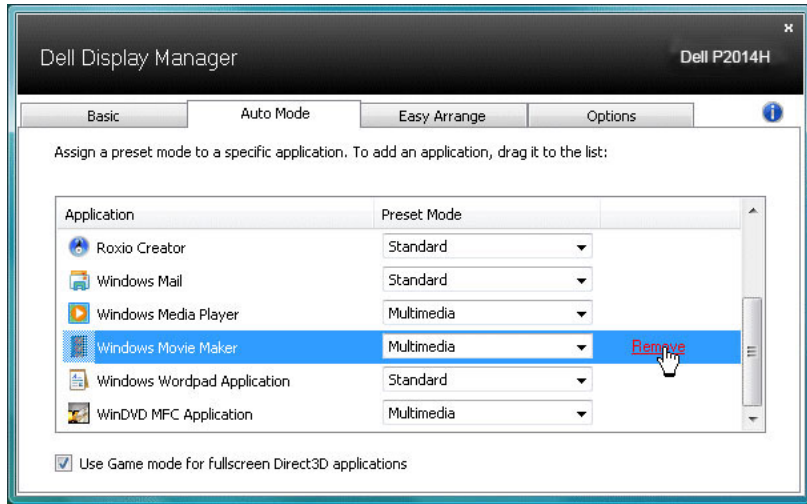 Dell Display Manager
Dell P2014H
Basic
Auto Mode
Easy Arrange
Options
Assign a preset mode to a specific application. To add an application, drag it to the list:
Application
Preset Mode
Roxio Creator
Standard
Windows Mail
Standard
Windows Media Player
Multimedia
Windows Movie Maker
Multimedia
Remove
Windows Wordpad Application
Standard
WinDVD MFC Application
Multimedia
Use Game mode for fullscreen Direct3D applications